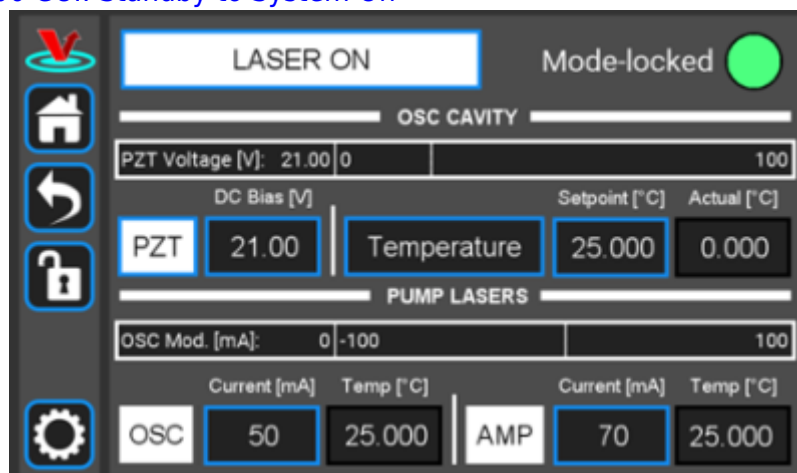 LASER ON Mode-locked
OSC CAVITY
PZT Voltage [V]: 21.00 0 100
DC Bias [V] Setpoint [°C] Actual [°C]
PZT 21.00 Temperature 25.000 0.000
PUMP LASERS
OSC Mod. [mA]: 0 -100 100
Current [mA] Temp [°C] Current [mA] Temp [°C]
OSC 50 25.000 AMP 70 25.000